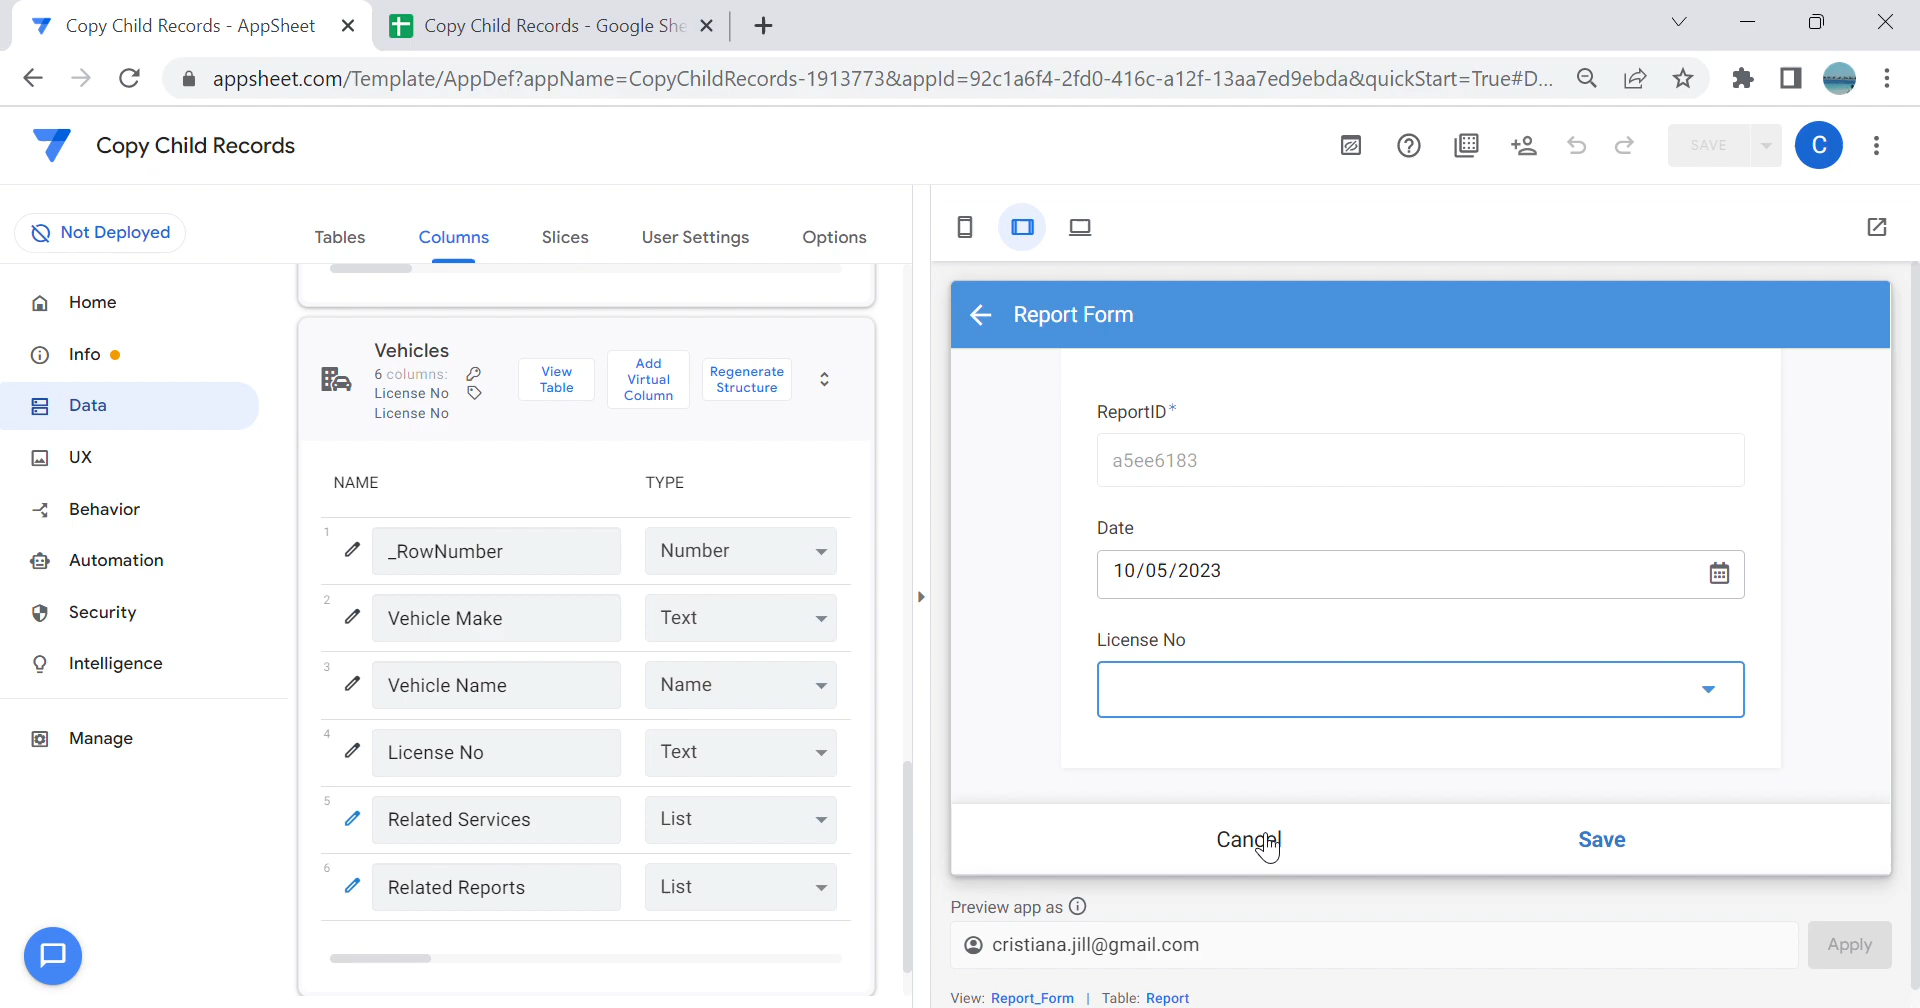 Copy Child Records - AppSheet
Copy Child Records - Google She
appsheet.com/Template/AppDef?appName=CopyChildRecords-1913773&appId=92c1a6f4-2fd0-416c-a12f-13aa7ed9ebda&quickStart=True#D...
Copy Child Records
SAVE
C
Not Deployed
Tables
Columns
Slices
User Settings
Options
Home
Info
Data
UX
Behavior
Automation
Security
Intelligence
Manage
Vehicles
6 columns:
License No
License No
View
Table
Add
Virtual
Column
Regenerate
Structure
NAME
TYPE
1
_RowNumber
Number
2
Vehicle Make
Text
3
Vehicle Name
Name
4
License No
Text
5
Related Services
List
6
Related Reports
List
Report Form
ReportID*
a5ee6183
Date
10/05/2023
License No
Cancel
Save
Preview app as
cristiana.jill@gmail.com
Apply
View: Report_Form | Table: Report